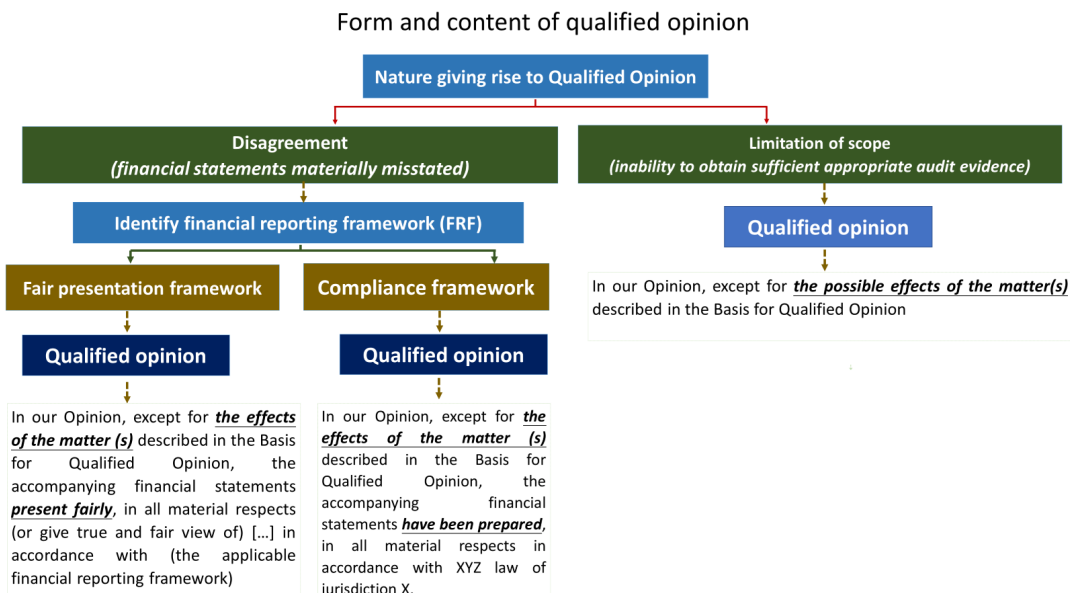 Form and content of qualified opinion
Nature giving rise to Qualified Opinion
Disagreement
(financial statements materially misstated)
Limitation of scope
(inability to obtain sufficient appropriate audit evidence)
Identify financial reporting framework (FRF)
Qualified opinion
Fair presentation framework
Compliance framework
In our Opinion, except for the possible effects of the matter(s)
described in the Basis for Qualified Opinion
Qualified opinion
Qualified opinion
In our Opinion, except for the effects
of the matter (s) described in the Basis
for Qualified Opinion, the
accompanying financial statements
present fairly, in all material respects
(or give true and fair view of) [...] in
accordance with (the applicable
financial reporting framework)
In our Opinion, except for the
effects of the matter (s)
described in the Basis for
Qualified Opinion, the
accompanying financial
statements have been prepared,
in all material respects in
accordance with XYZ law of
jurisdiction X.